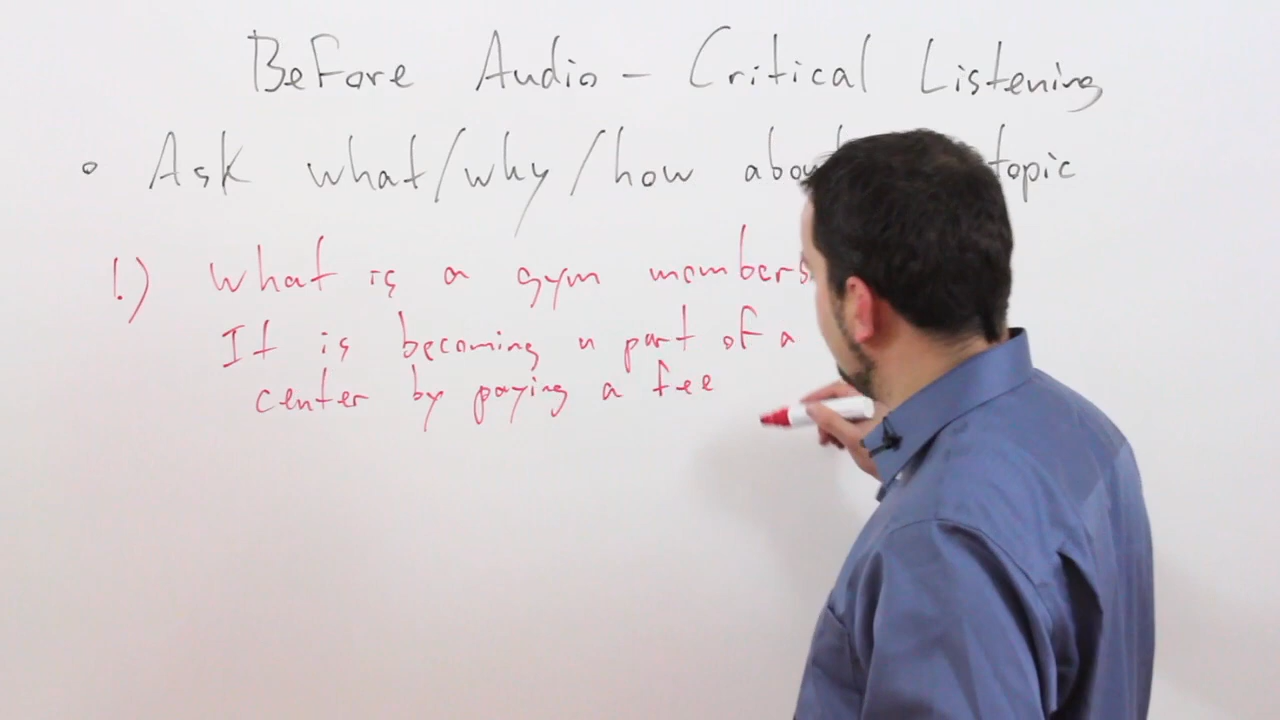 Before Audio - Critical Listening
• Ask what/why/how about topic
1.) What is a gym members
It is becoming a part of a
center by paying a fee